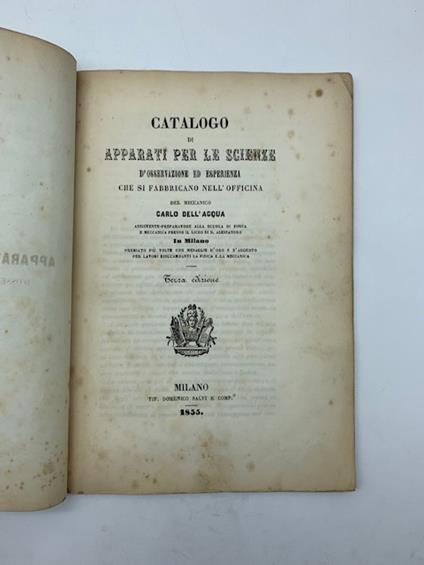 CATALOGO
DI
APPARATI PER LE SCIENZE
D'OSSERVAZIONE ED ESPERIENZA
CHE SI FABBRICANO NELL'OFFICINA
DEL MECCANICO
CARLO DELL'ACQUA
ASSISTENTE-PREPARATORE ALLA SCUOLA DI FISICA
E MECCANICA PRESSO IL LICEO DI S. ALESSANDRO
In Milano
PREMIATO PIÙ VOLTE CON MEDAGLIE D'ORO E D'ARGENTO
PER LAVORI RISGUARDANTI LA FISICA E LA MECCANICA
Terza edizione
MILANO
TIP. DOMENICO SALVI E COMP.
1855.